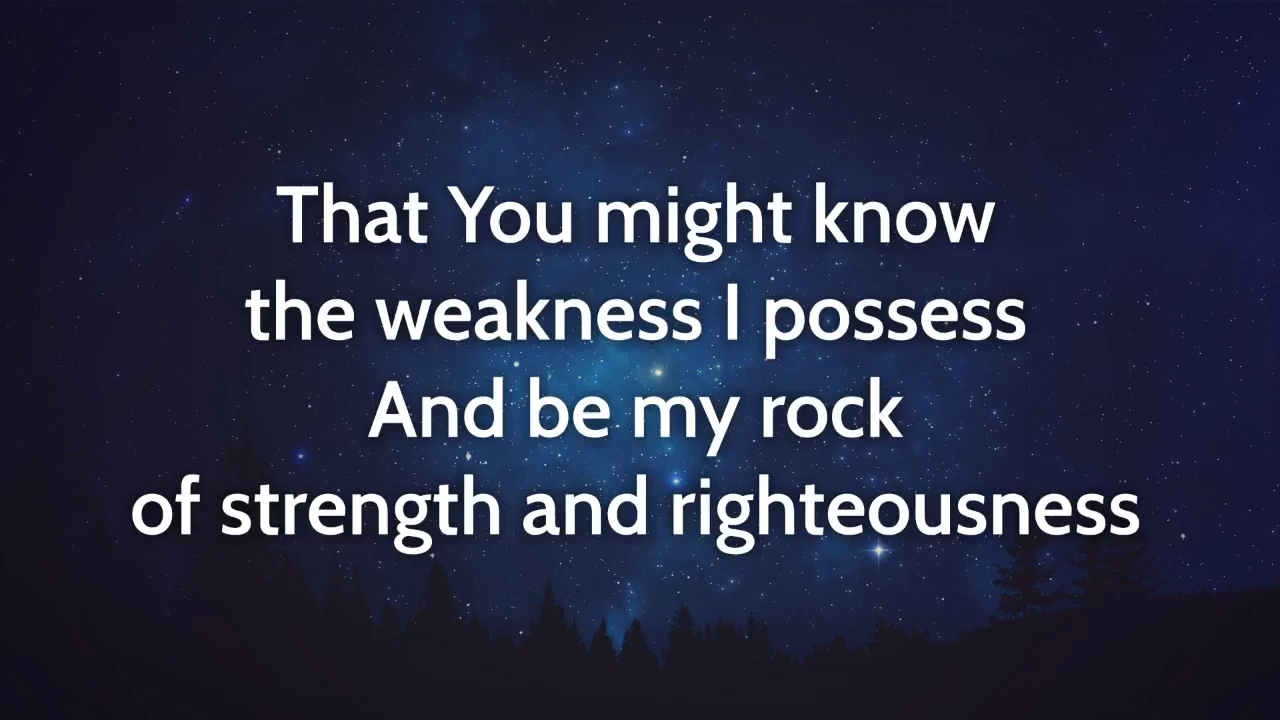 That You might know
the weakness I possess
And be my rock
of strength and righteousness